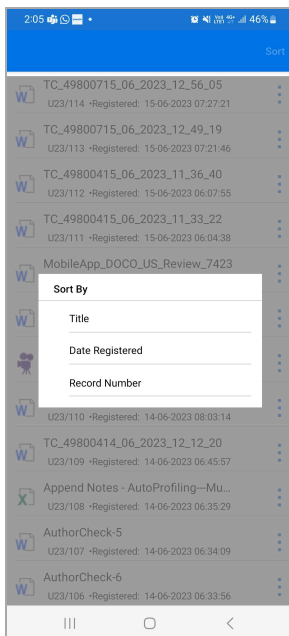 2:05
46%
Sort
TC_49800715_06_2023_12_56_05
U23/114 •Registered: 15-06-2023 07:27:21
TC_49800715_06_2023_12_49_19
U23/113 •Registered: 15-06-2023 07:21:46
TC_49800415_06_2023_11_36_40
U23/112 •Registered: 15-06-2023 06:07:55
TC_49800415_06_2023_11_33_22
U23/111 •Registered: 15-06-2023 06:04:38
MobileApp_DOCO_US_Review_7423
Sort By
Title
Date Registered
Record Number
U23/110 •Registered: 14-06-2023 08:03:14
TC_49800414_06_2023_12_12_20
U23/109 •Registered: 14-06-2023 06:45:57
Append Notes - AutoProfiling---Mu...
U23/108 •Registered: 14-06-2023 06:35:29
AuthorCheck-5
U23/107 •Registered: 14-06-2023 06:34:09
AuthorCheck-6
U23/106 •Registered: 14-06-2023 06:33:56